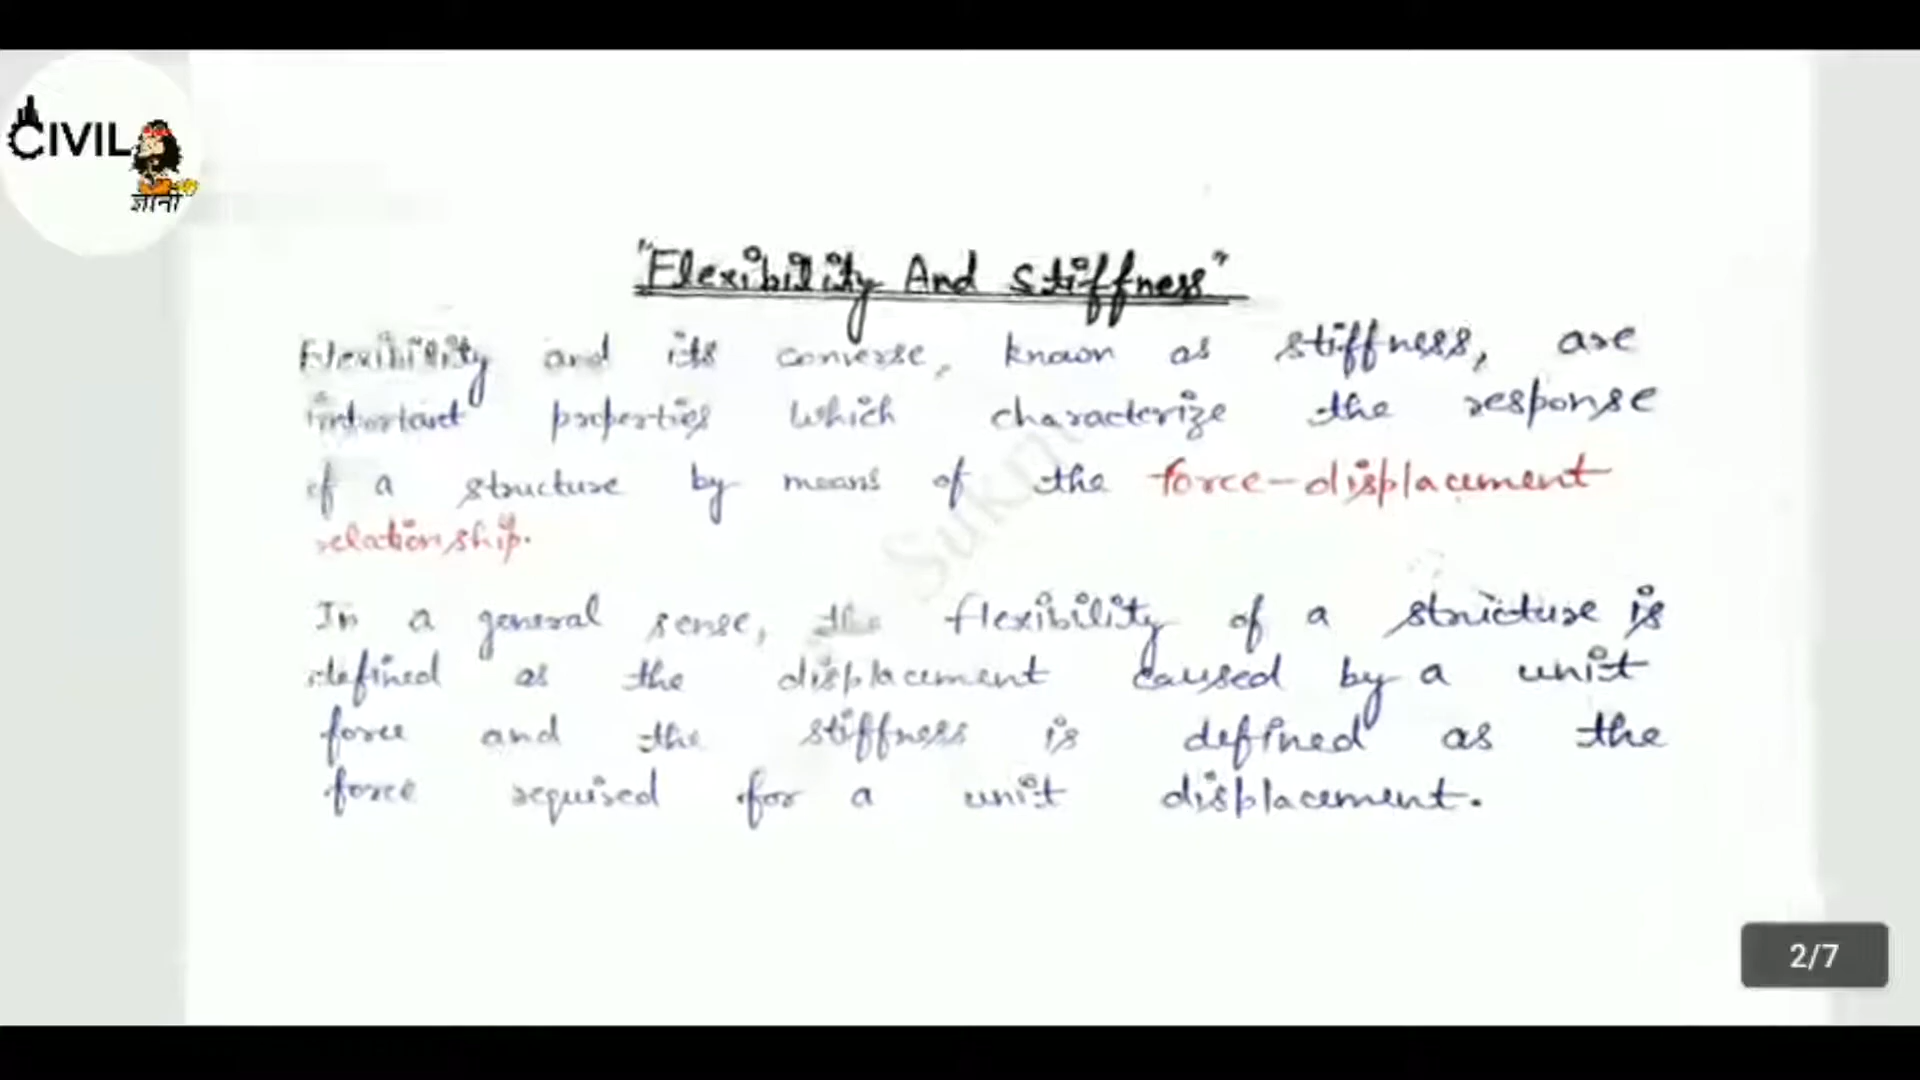 CIVIL
ज्ञानी
"Flexibility And Stiffness"
Flexibility and its converse, known as stiffness, are
important properties which characterize the response
of a structure by means of the force-displacement
relationship.
In a general sense, the flexibility of a structure is
defined as the displacement caused by a unit
force and the stiffness is defined as the
force required for a unit displacement.
2/7